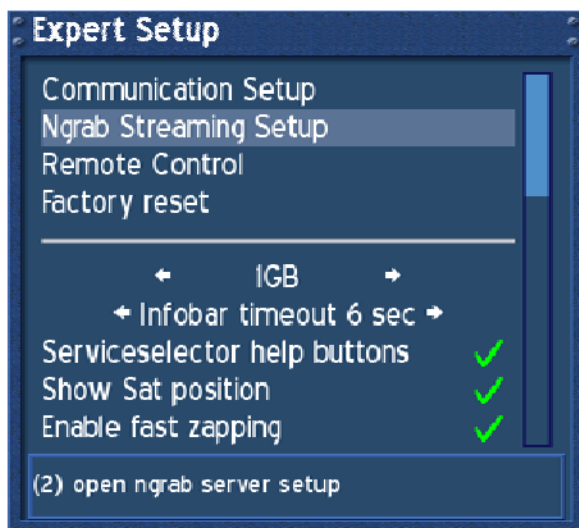 Expert Setup
Communication Setup
Ngrab Streaming Setup
Remote Control
Factory reset
1GB
Infobar timeout 6 sec
Serviceselector help buttons
Show Sat position
Enable fast zapping
(2) open ngrab server setup